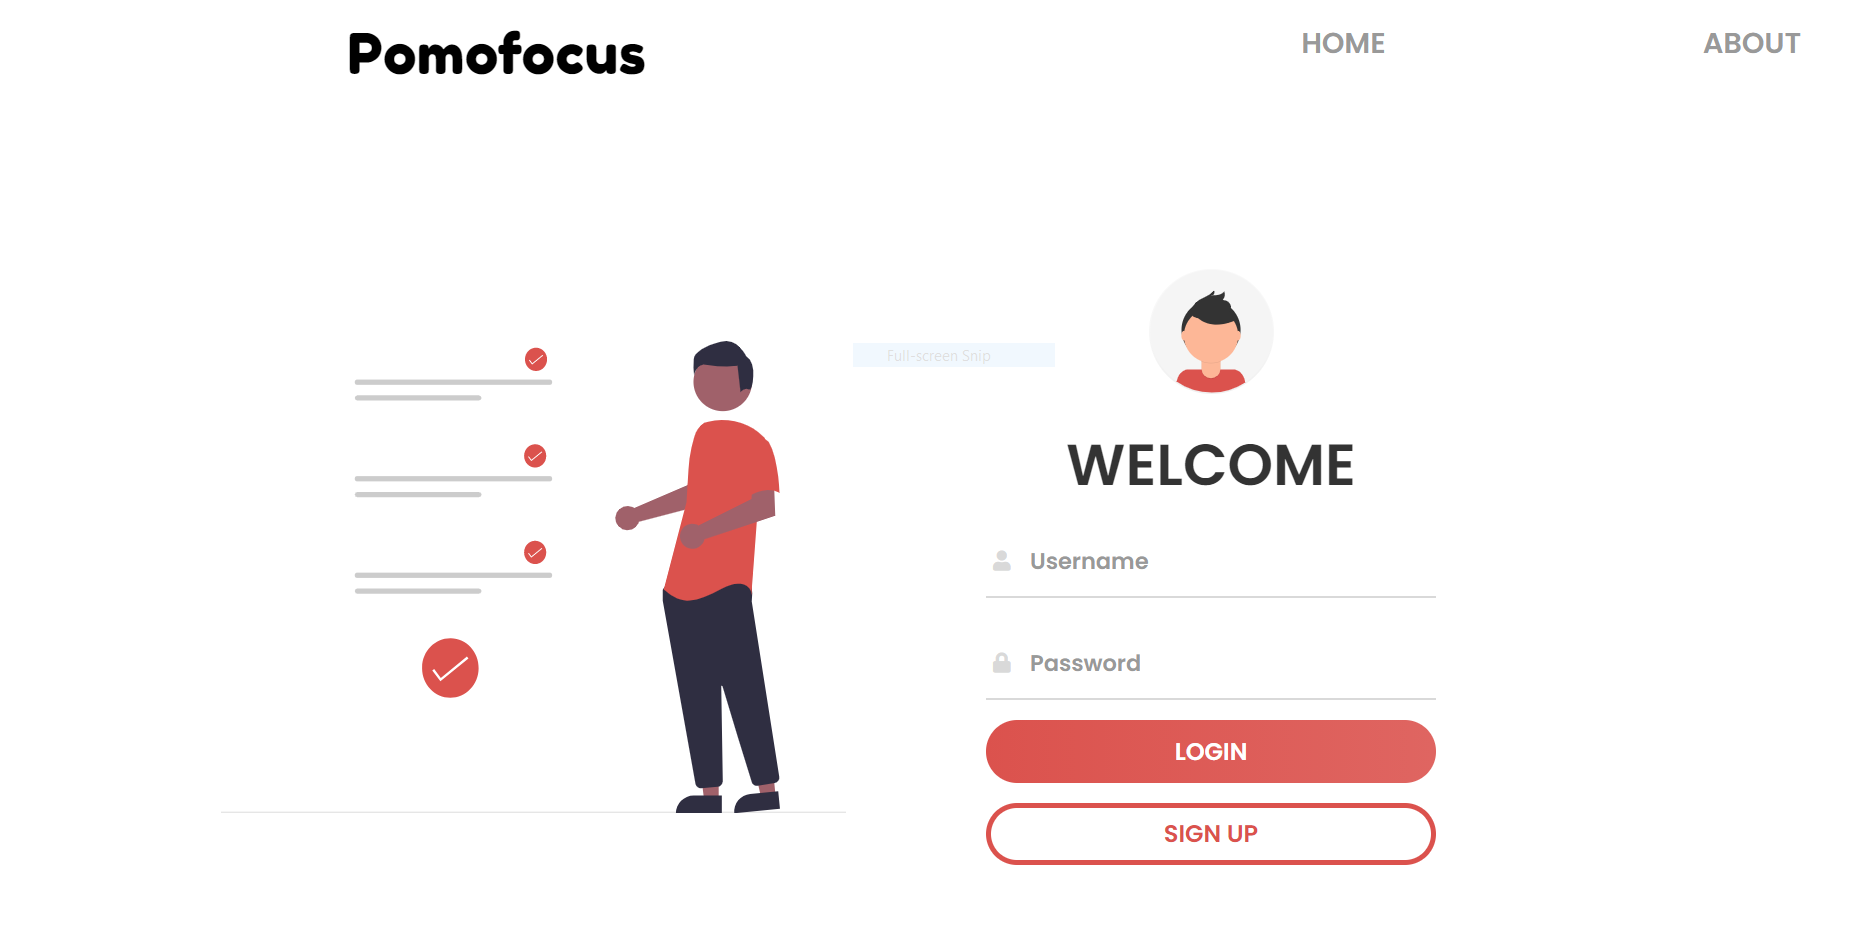 Pomofocus
HOME
ABOUT
Full-screen Snip
WELCOME
Username
Password
LOGIN
SIGN UP